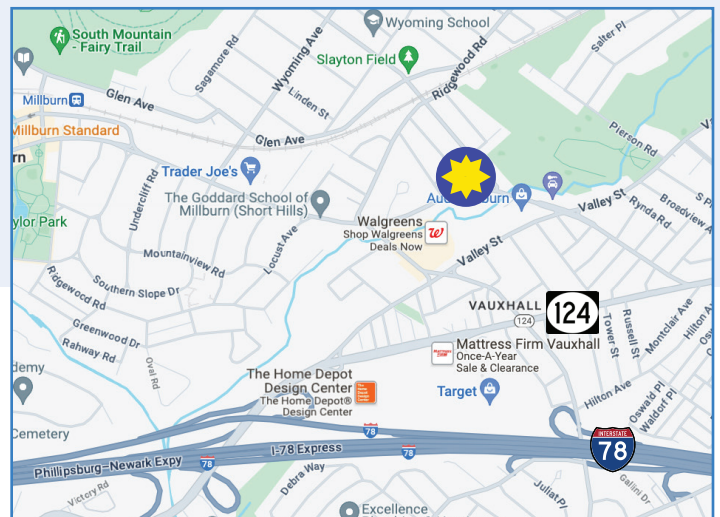 South Mountain
- Fairy Trail
Wyoming School
Slayton Field
Sagamore Rd
Wyoming Ave
Ridgewood Rd
Salter Pl
Linden St
Millburn
Glen Ave
Millburn Standard
Glen Ave
Pierson Rd
rn
Trader Joe's
Undercliff Rd
The Goddard School of
Millburn (Short Hills)
Valley St
Rynda Rd
Broadview A
S P
ylor Park
Walgreens
Shop Walgreens
Deals Now
Locust Ave
Valley St
Mountainview Rd
Ridgewood Rd
Southern Slope Dr
VAUXHALL
124
124
Greenwood Dr
Rahway Rd
Oval Rd
Mattress Firm Vauxhall
Once-A-Year
Sale & Clearance
Tower St
Russell St
Montclair Ave
Hilton A
demy
The Home Depot
Design Center
The Home Depot®
Design Center
Target
Hilton Ave
Oswald Pl
Waldorf Pl
Cemetery
78
INTERSTATE
78
I-78 Express
78
Phillipsburg-Newark Expy
78
Victory Rd
Debra Way
Juliat Pl
Galini Dr
Excellence